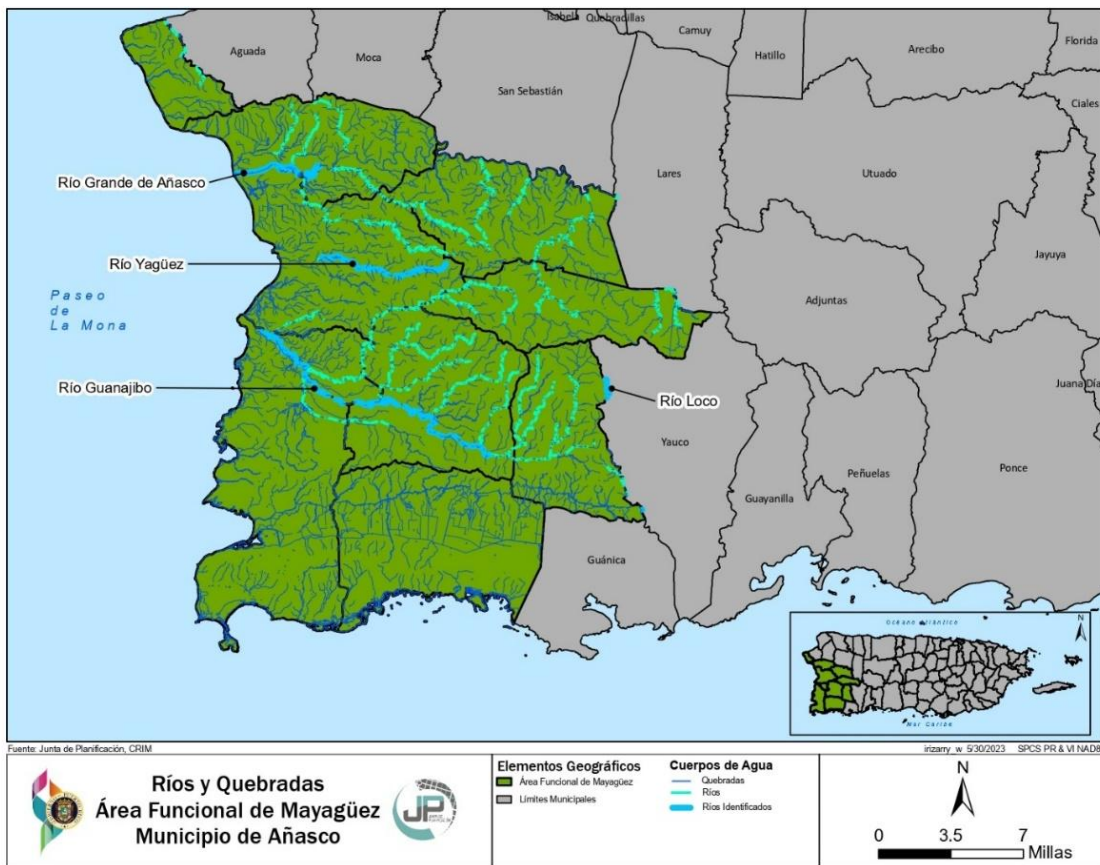 Isabela
Quebradillas
Camuy
Hatillo
Arecibo
Florida
Aguada
Moca
San Sebastián
Ciales
Lares
Utuado
Jayuya
Río Grande de Añasco
Río Yagüez
Adjuntas
Paseo
de
La Mona
Río Guanajibo
Río Loco
Juana Día
Yauco
Peñuelas
Ponce
Guayanilla
Guánica
Océano Atlántico
N
Mar Caribe
Fuente: Junta de Planificación, CRIM
irizarry_w 5/30/2023 SPCS PR & VI NAD8
Ríos y Quebradas
Área Funcional de Mayagüez
Municipio de Añasco
JP
Elementos Geográficos
Área Funcional de Mayagüez
Límites Municipales
Cuerpos de Agua
Quebradas
Ríos
Ríos Identificados
N
0 3.5 7
Millas